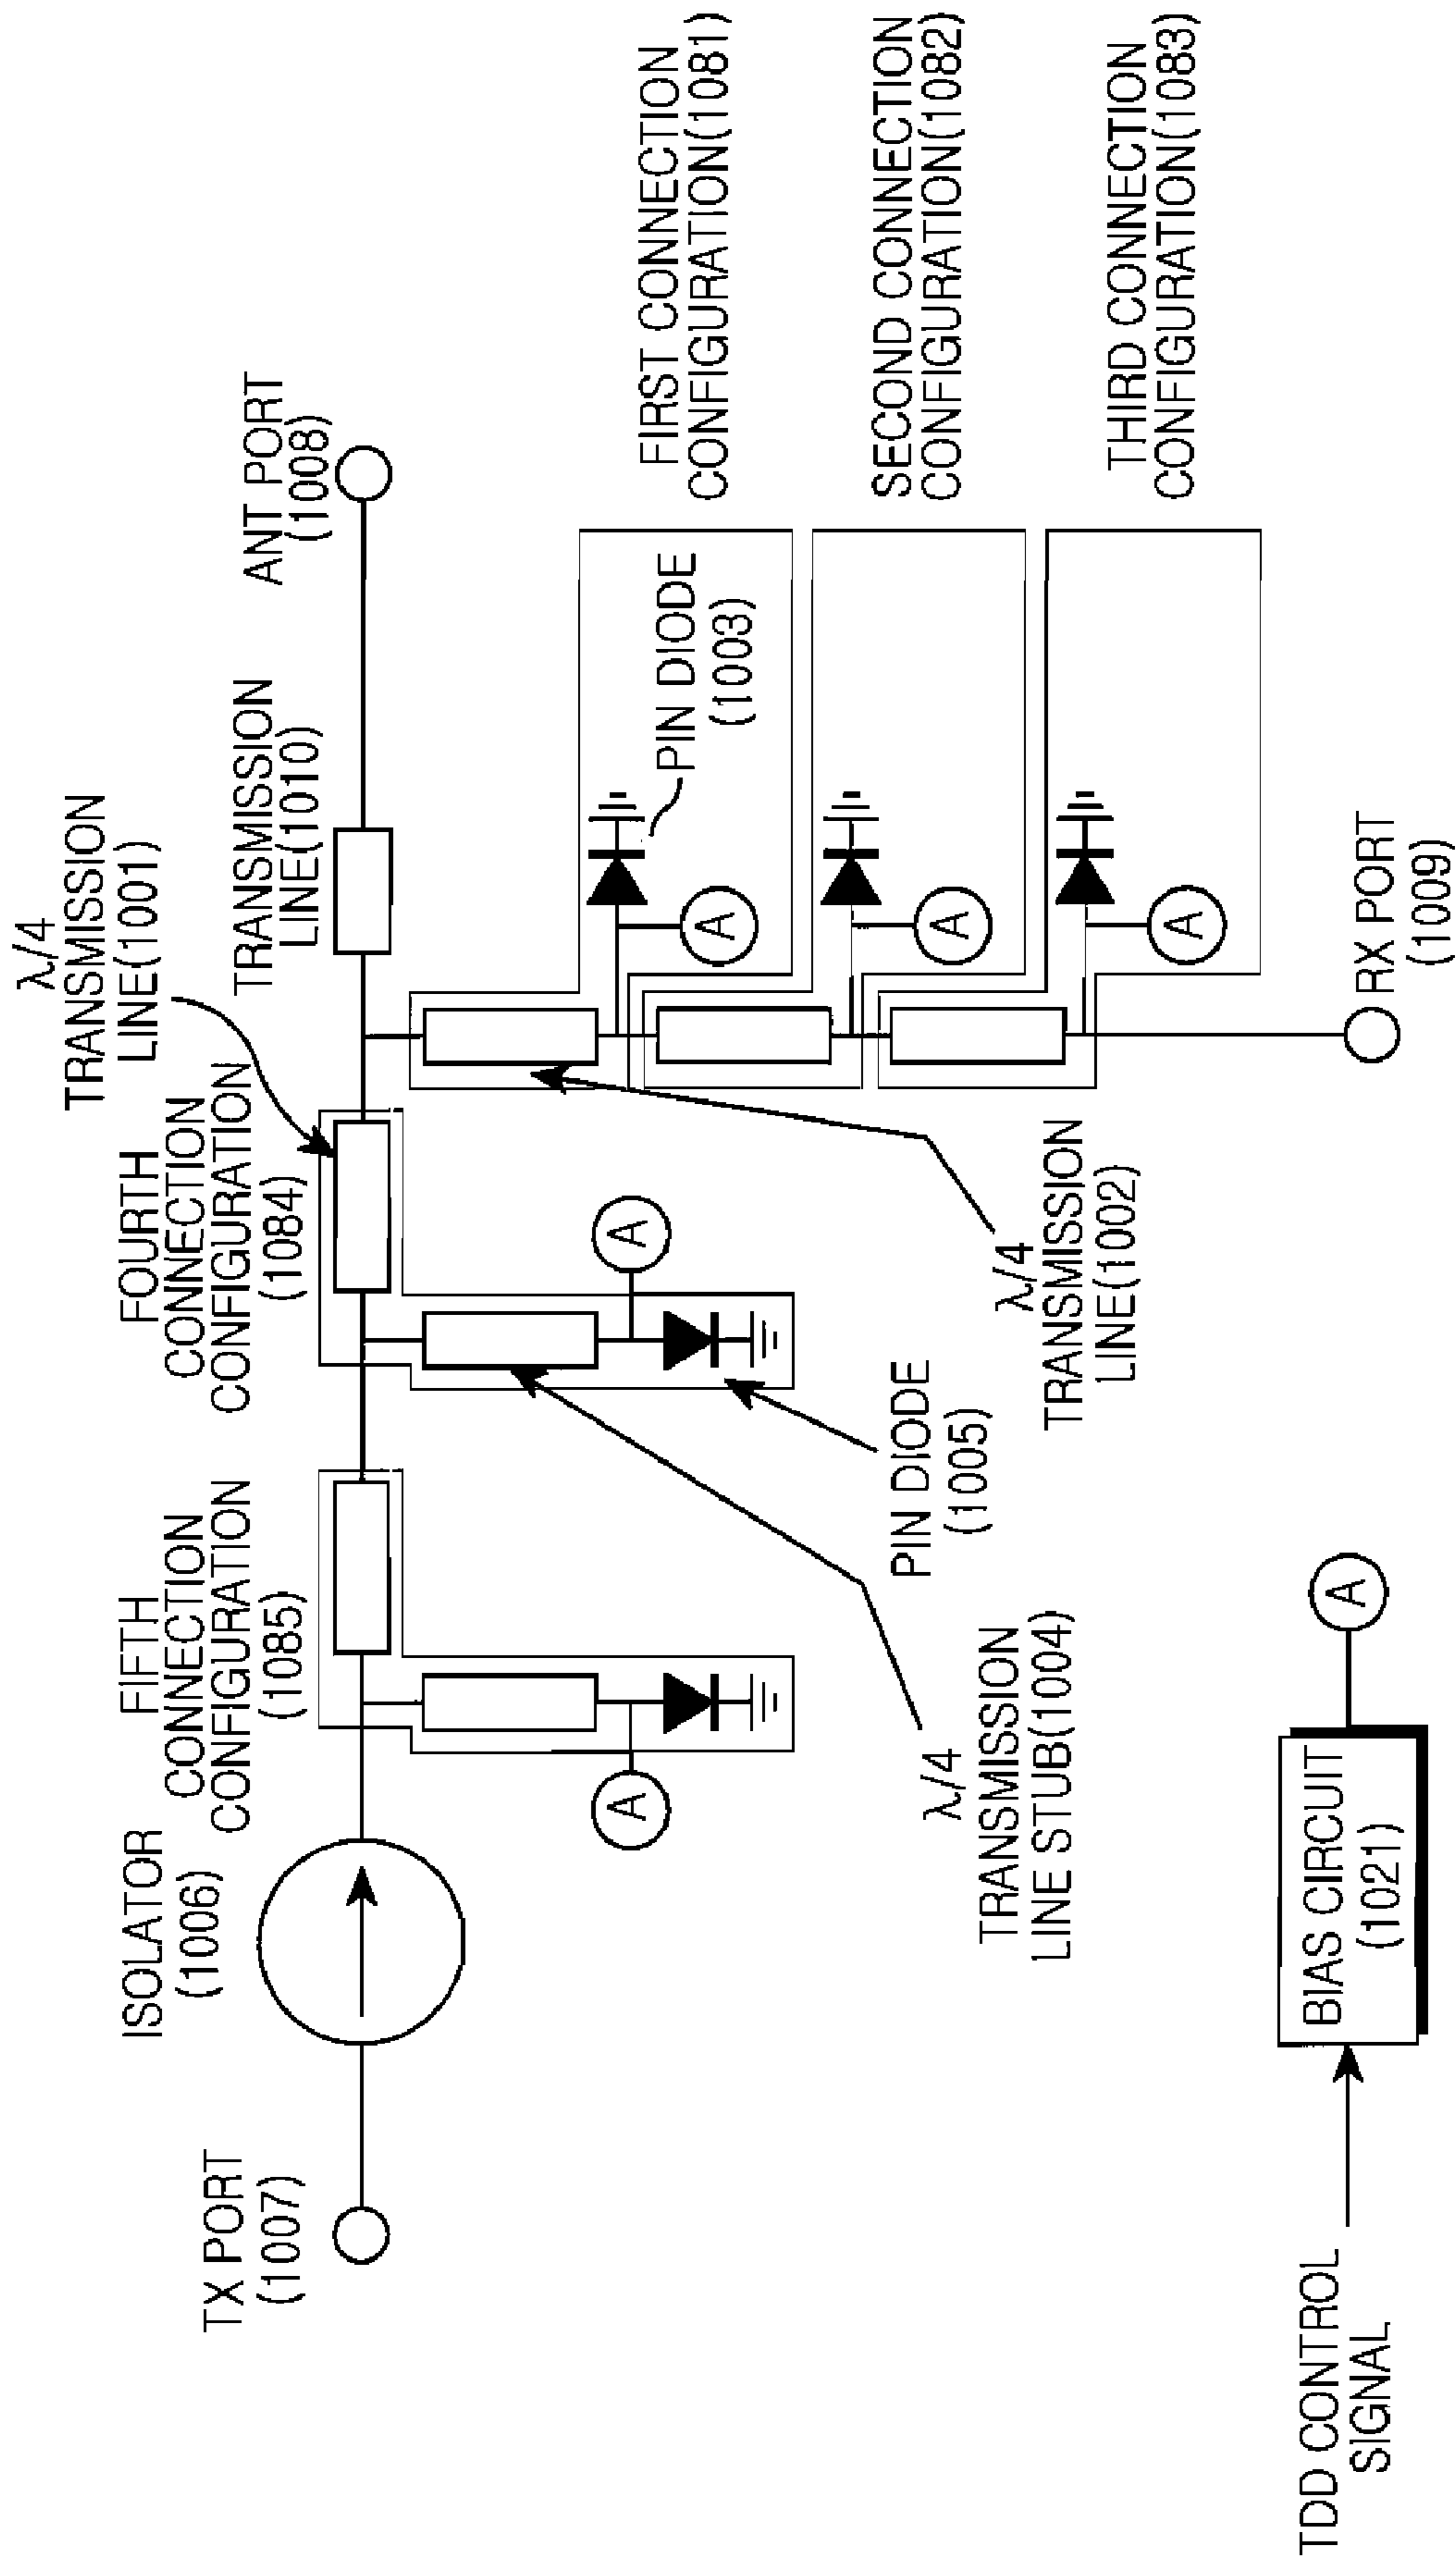 λ/4
TRANSMISSION
LINE(1001)
FOURTH
CONNECTION
CONFIGURATION
(1084)
FIFTH
CONNECTION
CONFIGURATION
(1085)
ISOLATOR
(1006)
TX PORT
(1007)
TRANSMISSION
LINE(1010)
ANT PORT
(1008)
FIRST CONNECTION
CONFIGURATION(1081)
PIN DIODE
(1003)
A
SECOND CONNECTION
CONFIGURATION(1082)
A
THIRD CONNECTION
CONFIGURATION(1083)
A
A
A
λ/4
TRANSMISSION
LINE(1002)
PIN DIODE
(1005)
λ/4
TRANSMISSION
LINE STUB(1004)
RX PORT
(1009)
TDD CONTROL
SIGNAL
BIAS CIRCUIT
(1021)
A